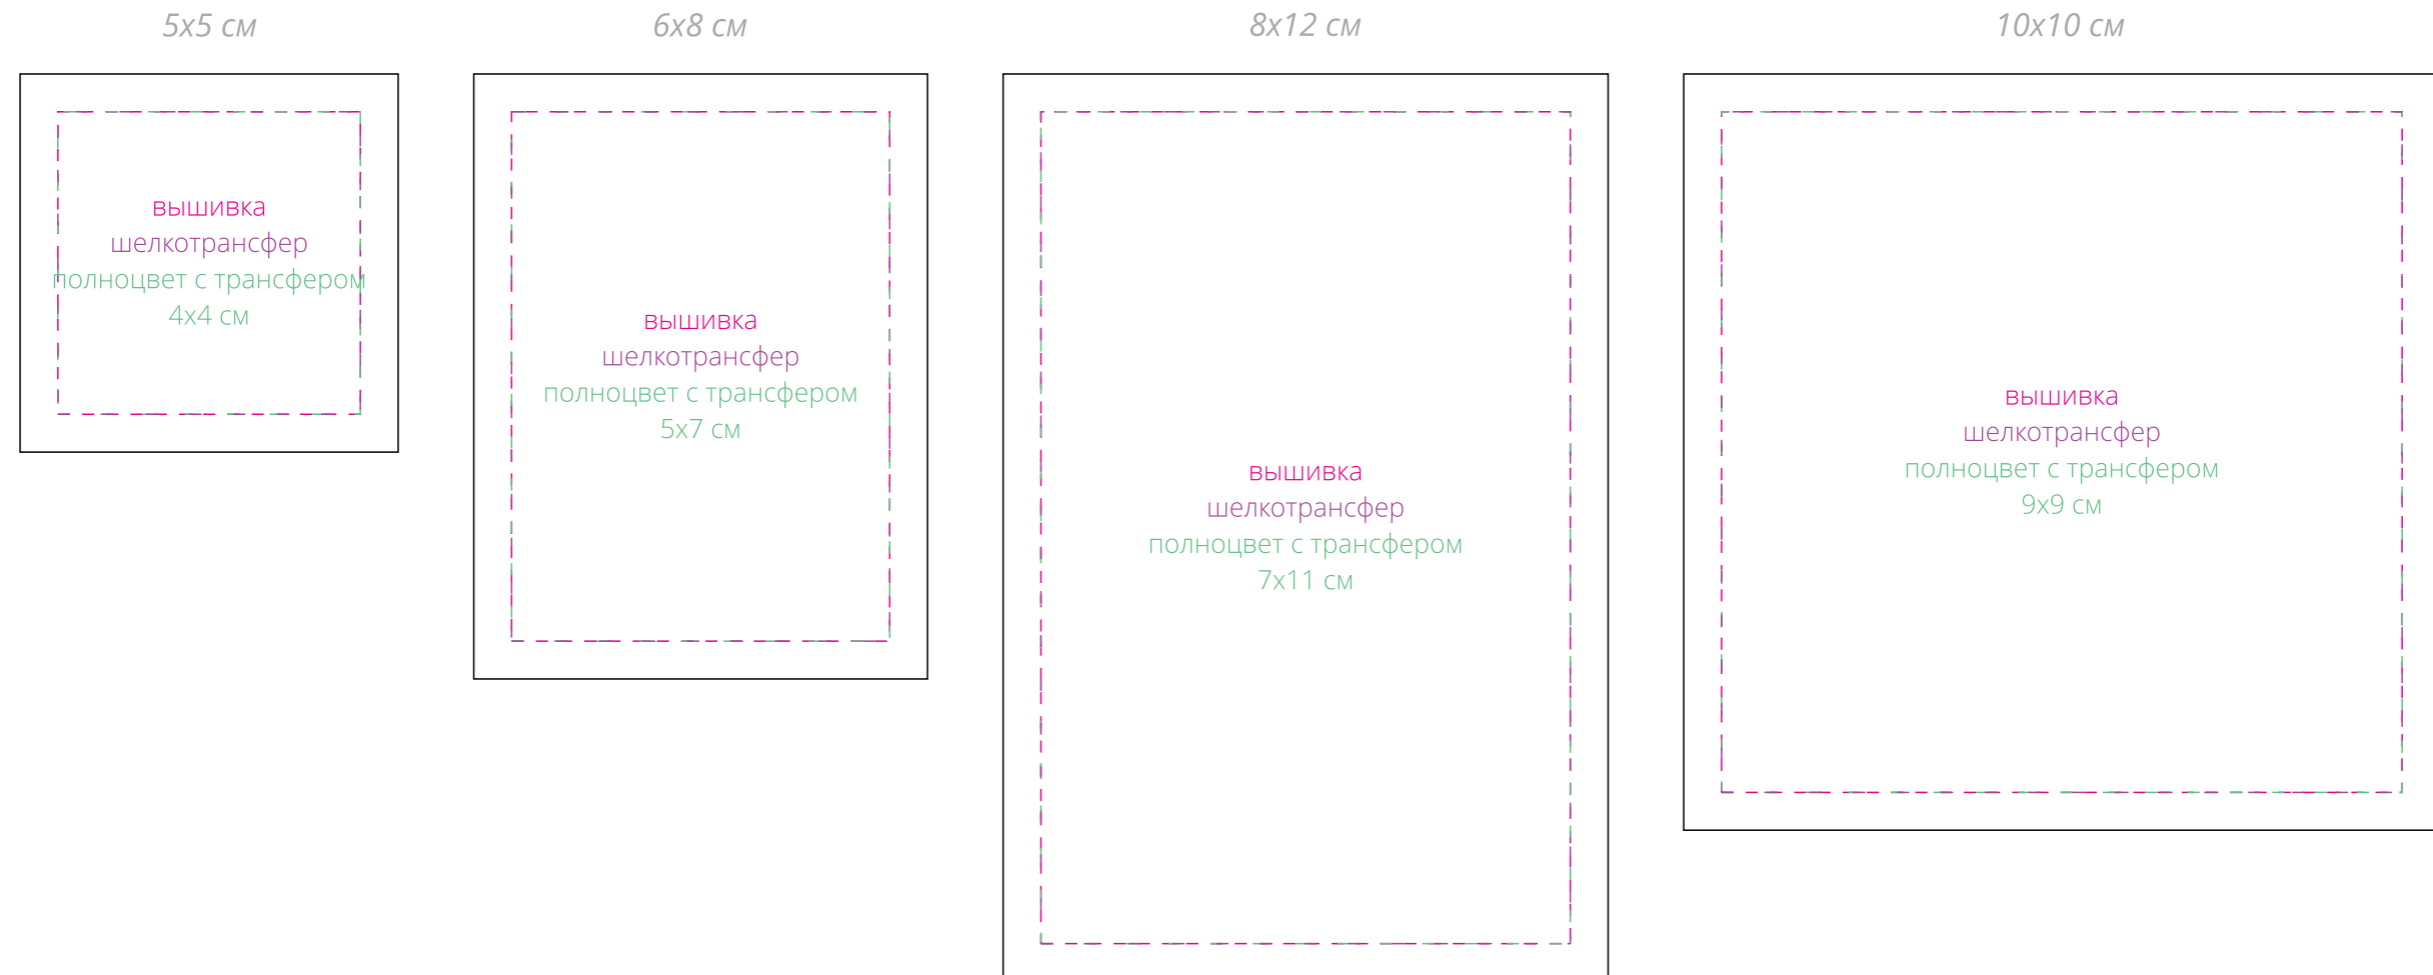 5x5 см
6x8 см
8x12 см
10x10 см
вышивка
шелкотрансфер
полноцвет с трансфером
4x4 см
вышивка
шелкотрансфер
полноцвет с трансфером
5x7 см
вышивка
шелкотрансфер
полноцвет с трансфером
7x11 см
вышивка
шелкотрансфер
полноцвет с трансфером
9x9 см